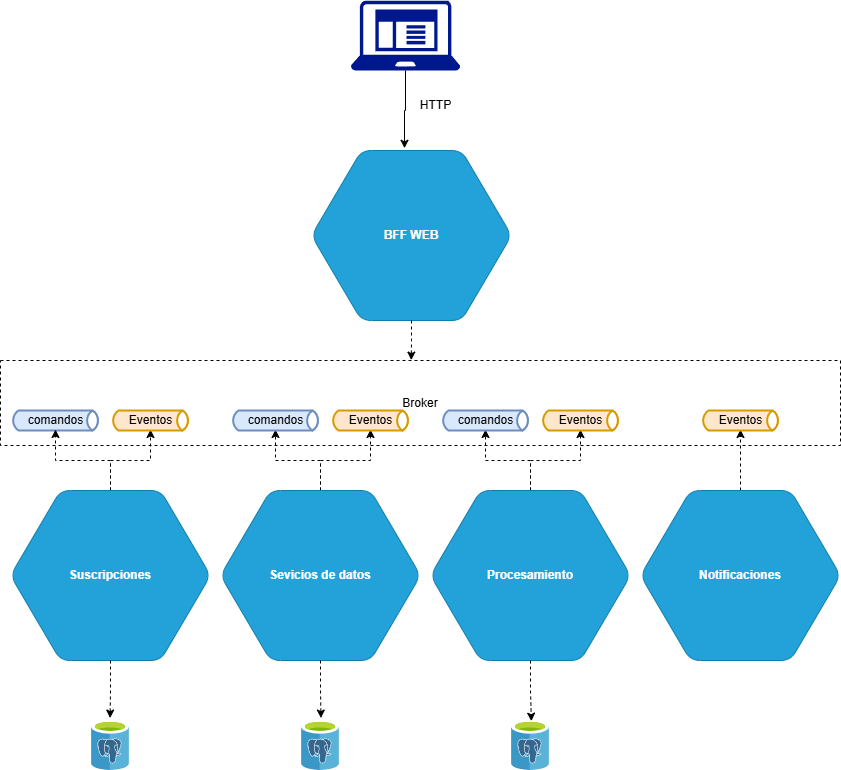 HTTP
BFF WEB
Broker
comandos
Eventos
comandos
Eventos
comandos
Eventos
Eventos
Suscripciones
Sevicios de datos
Procesamiento
Notificaciones